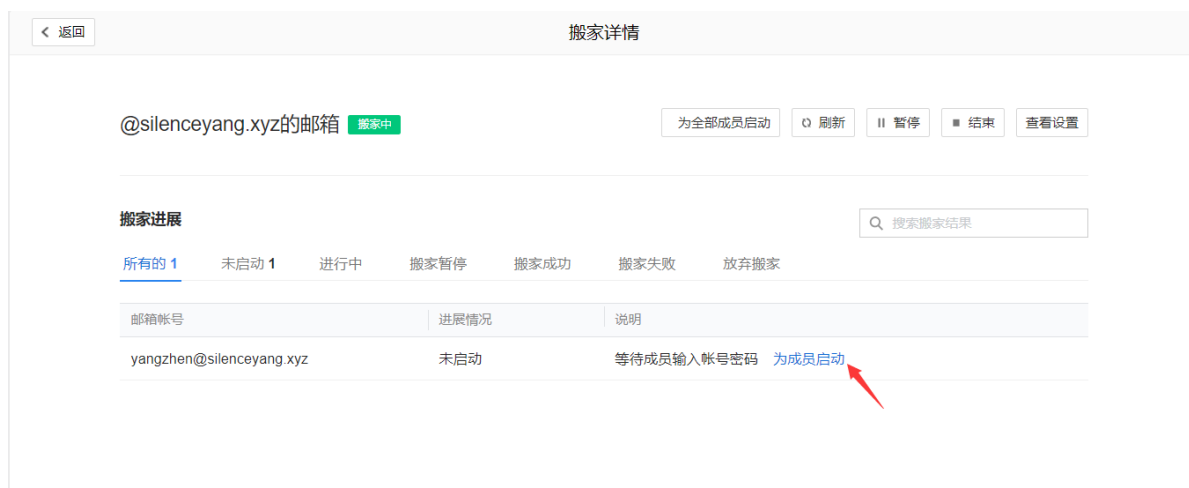 返回
搬家详情
@silenceyang.xyz的邮箱 搬家中
为全部成员启动 刷新 暂停 结束 查看设置
搬家进展
搜索搬家结果
所有的 1 未启动 1 进行中 搬家暂停 搬家成功 搬家失败 放弃搬家
邮箱帐号 进展情况 说明
yangzhen@silenceyang.xyz 未启动 等待成员输入帐号密码 为成员启动